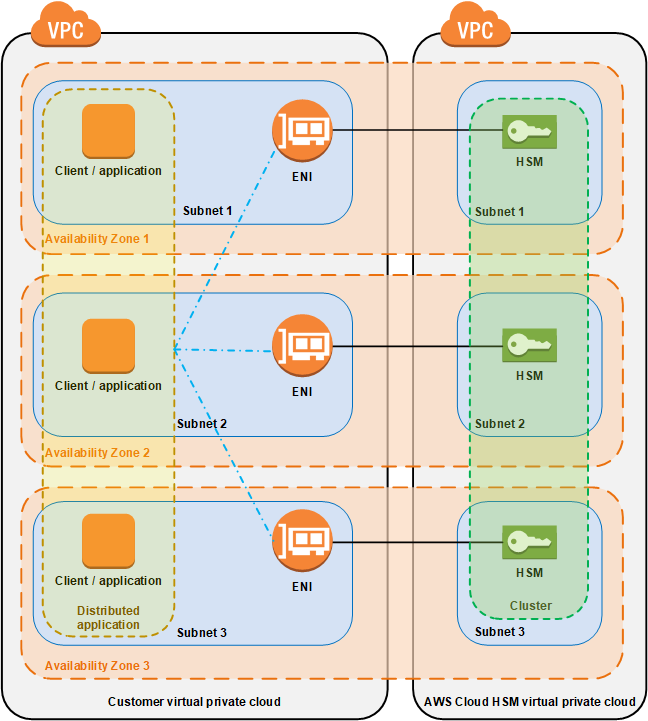 VPC
VPC
Client / application
ENI
HSM
Subnet 1
Subnet 1
Availability Zone 1
Client / application
ENI
HSM
Subnet 2
Subnet 2
Availability Zone 2
Client / application
ENI
HSM
Distributed
application
Cluster
Subnet 3
Subnet 3
Availability Zone 3
Customer virtual private cloud
AWS Cloud HSM virtual private cloud